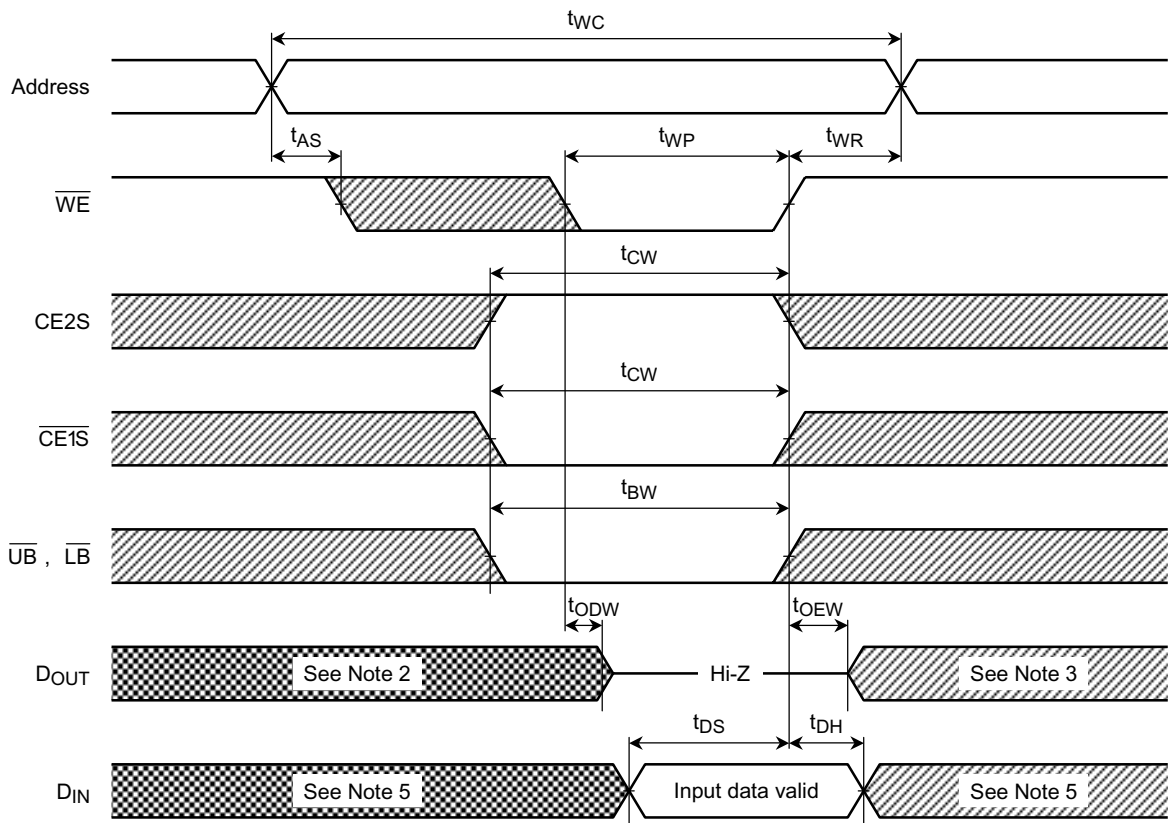 tWC
Address
tAS
tWP
tWR
WE
tCW
CE2S
tCW
CE1S
tBW
UB , LB
tODW
tOEW
DOUT
See Note 2
Hi-Z
See Note 3
tDS
tDH
DIN
See Note 5
Input data valid
See Note 5